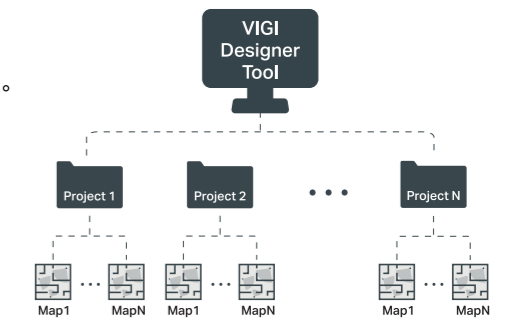 VIGI
Designer
Tool
。
Project 1
Project 2
• • •
Project N
Map1
•••
MapN
Map1
•••
MapN
Map1
•••
MapN